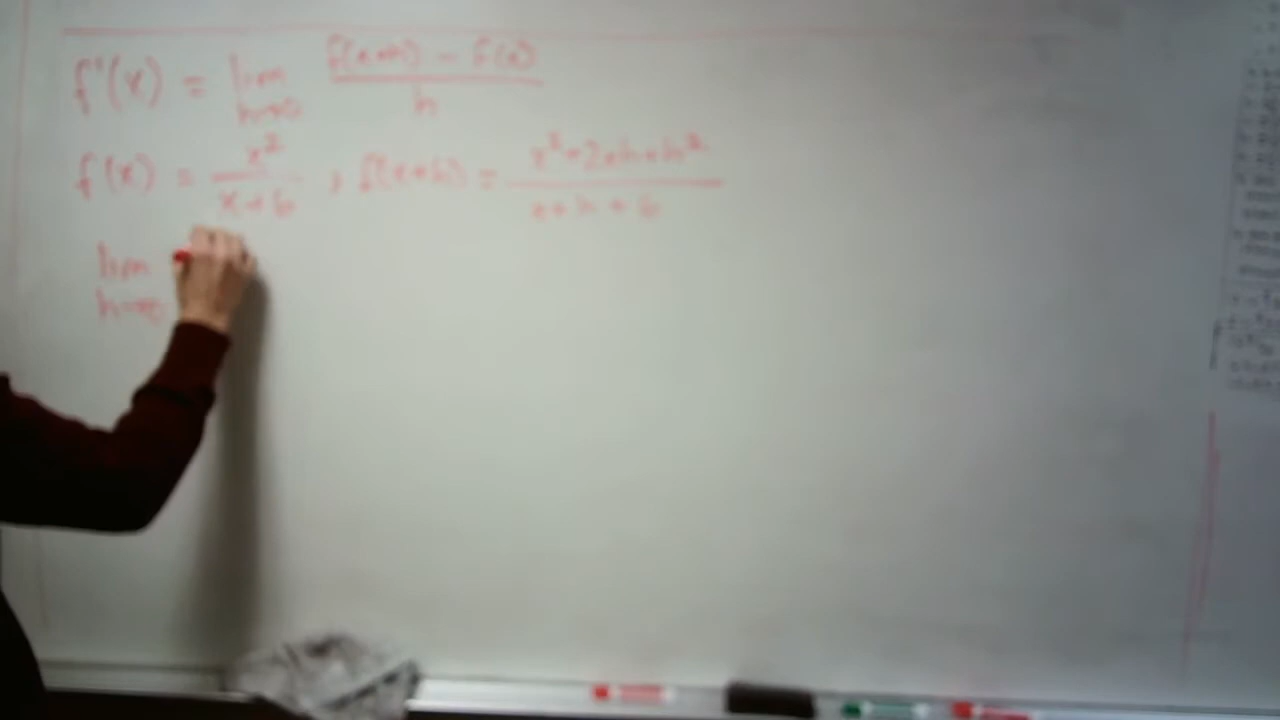 f'(x) = lim h→0 f(x+h) - f(x) / h
f(x) = x² / x+6 , f(x+h) = x²+2xh+h² / x+h+6
lim h→0